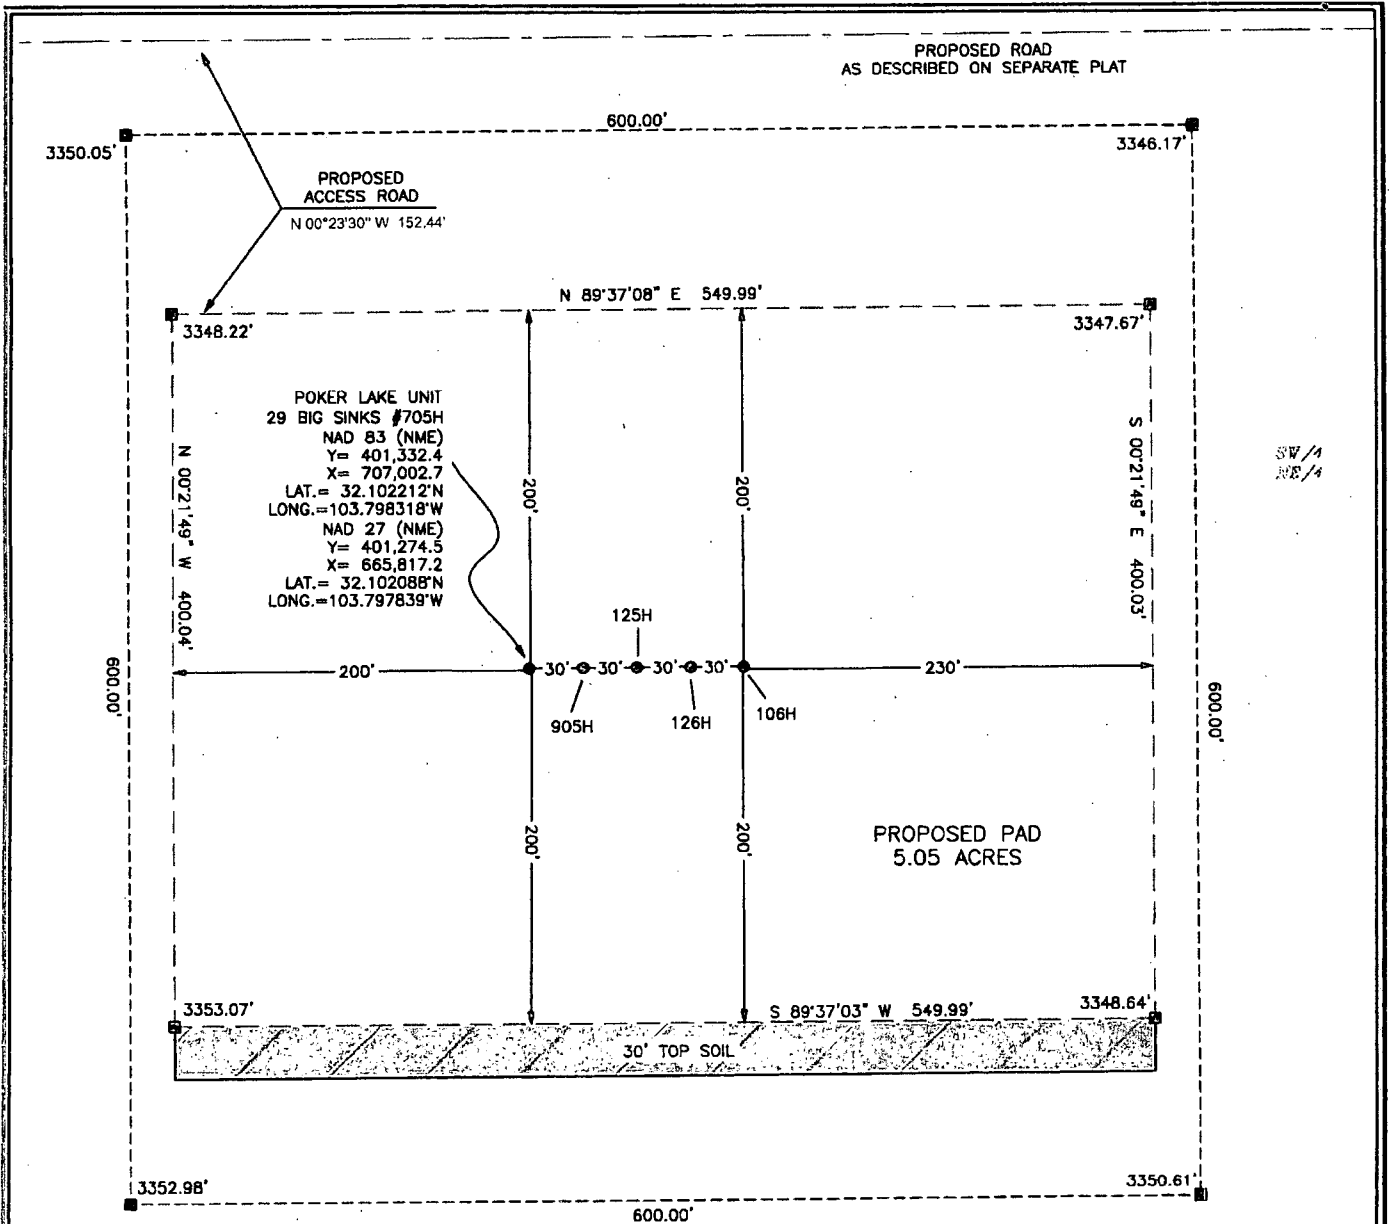 PROPOSED ROAD
AS DESCRIBED ON SEPARATE PLAT
600.00'
3350.05'
3346.17'
PROPOSED
ACCESS ROAD
N 00°23'30" W 152.44'
N 89°37'08" E 549.99'
3348.22'
3347.67'
POKER LAKE UNIT
29 BIG SINKS #705H
NAD 83 (NME)
Y= 401,332.4
X= 707,002.7
LAT.= 32.102212°N
LONG.=103.798318°W
NAD 27 (NME)
Y= 401,274.5
X= 665,817.2
LAT.= 32.102088°N
LONG.=103.797839°W
N 00°21'49" W 400.04'
200'
200'
S 00°21'49" E 400.03'
SW/4
NE/4
125H
600.00'
200'
30'
30'
30'
30'
230'
600.00'
905H
126H
106H
200'
200'
PROPOSED PAD
5.05 ACRES
3353.07'
S 89°37'03" W 549.99'
3348.64'
30' TOP SOIL
3352.98'
3350.61'
600.00'